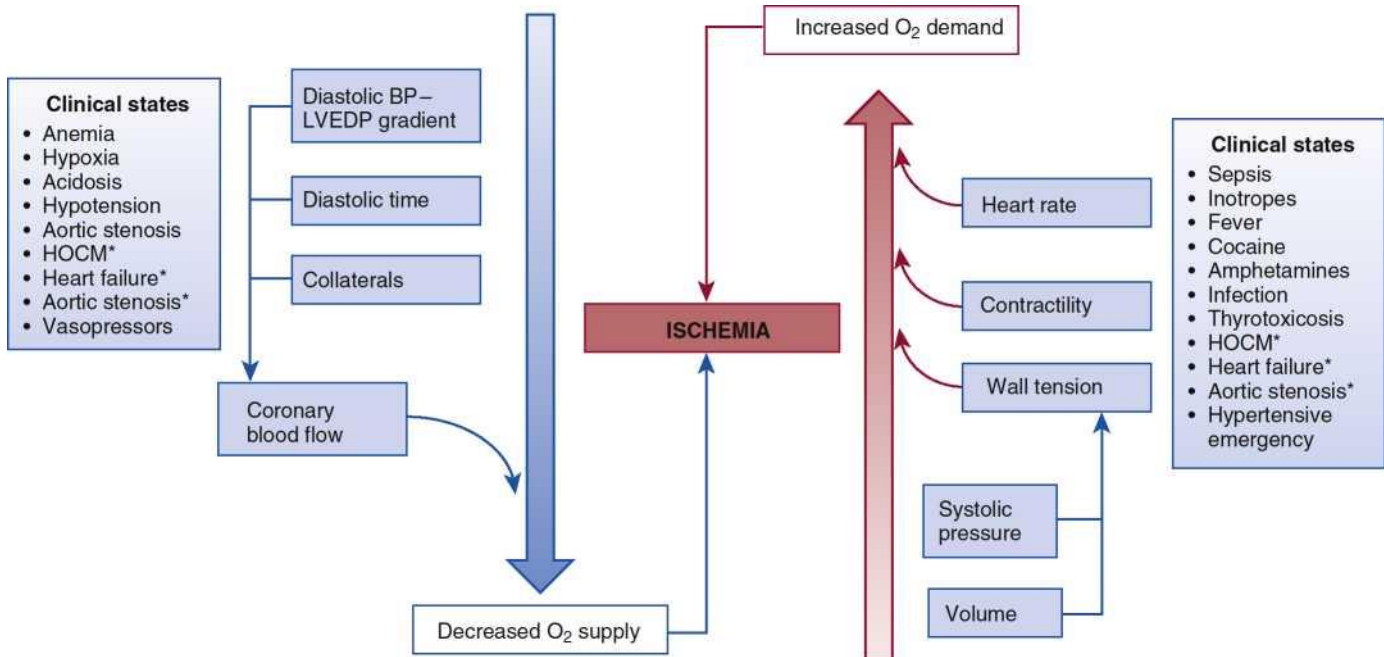 Increased O₂ demand
Clinical states
• Anemia
• Hypoxia
• Acidosis
• Hypotension
• Aortic stenosis
• HOCM*
• Heart failure*
• Aortic stenosis*
• Vasopressors
Diastolic BP–
LVEDP gradient
Diastolic time
Collaterals
Coronary
blood flow
Decreased O₂ supply
ISCHEMIA
Heart rate
Contractility
Wall tension
Systolic
pressure
Volume
Clinical states
• Sepsis
• Inotropes
• Fever
• Cocaine
• Amphetamines
• Infection
• Thyrotoxicosis
• HOCM*
• Heart failure*
• Aortic stenosis*
• Hypertensive
emergency